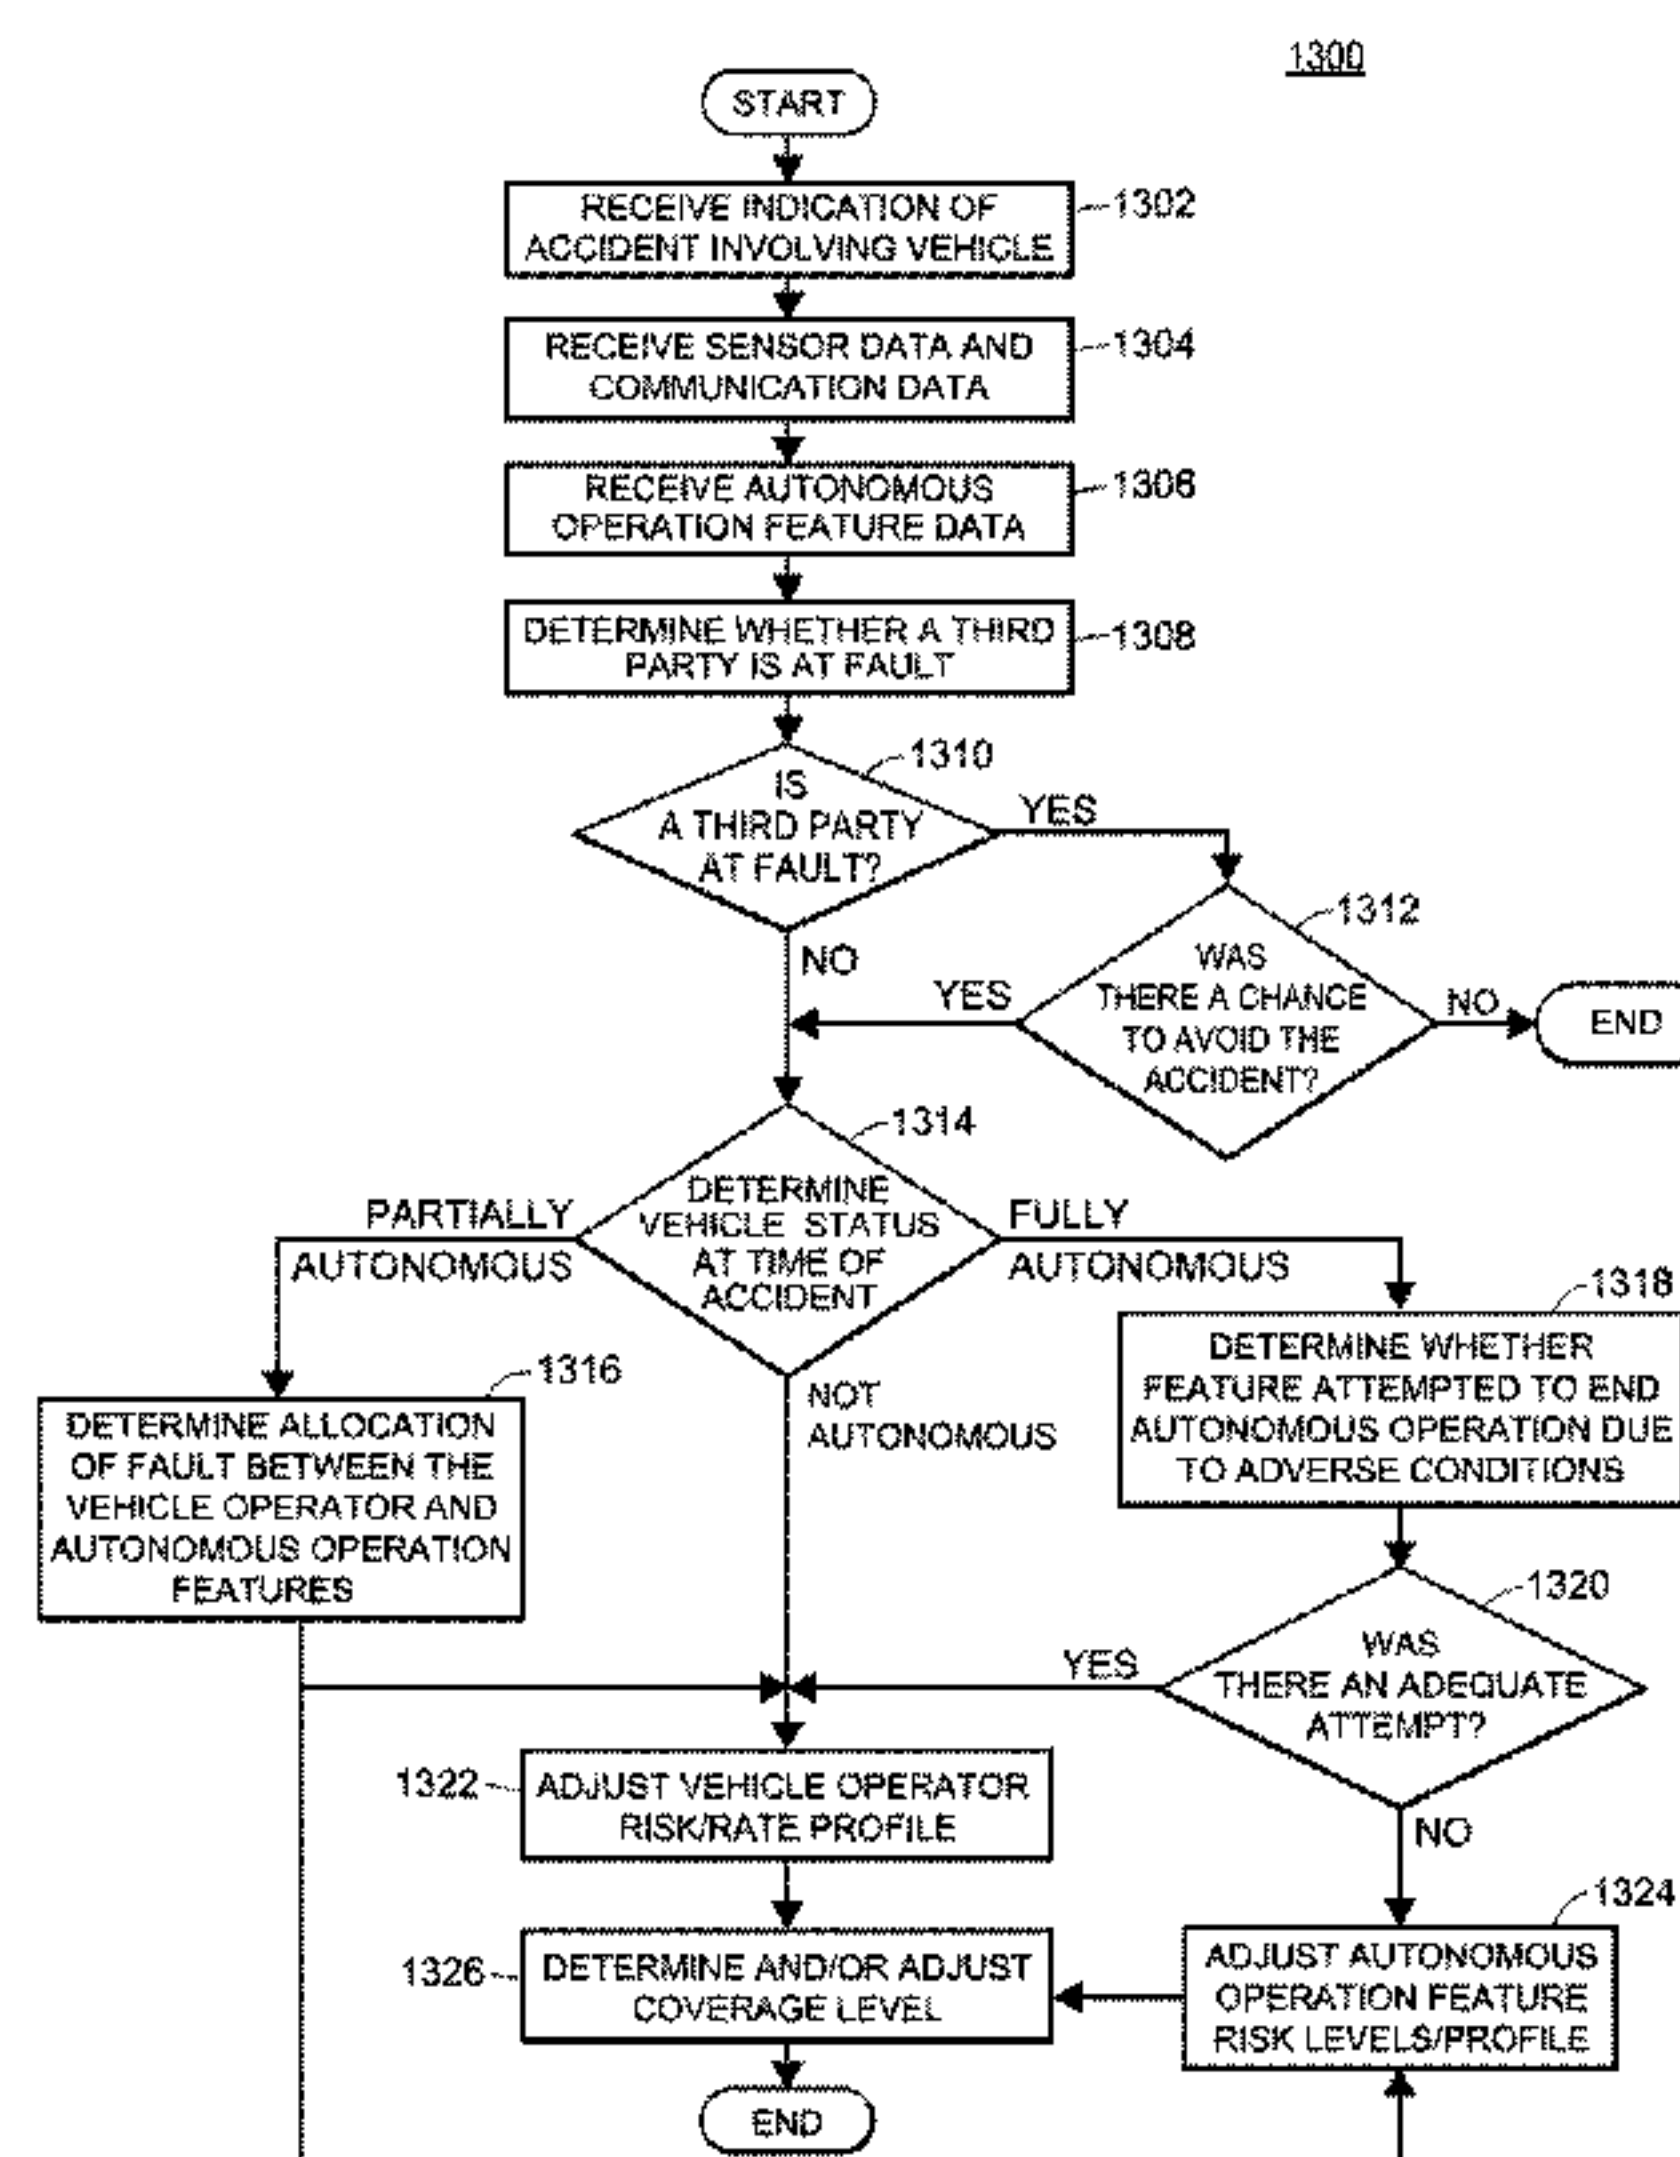 1300
START
RECEIVE INDICATION OF
ACCIDENT INVOLVING VEHICLE
1302
RECEIVE SENSOR DATA AND
COMMUNICATION DATA
1304
RECEIVE AUTONOMOUS
OPERATION FEATURE DATA
1306
DETERMINE WHETHER A THIRD
PARTY IS AT FAULT
1308
1310
IS
A THIRD PARTY
AT FAULT?
YES
NO
1312
WAS
THERE A CHANCE
TO AVOID THE
ACCIDENT?
YES
NO
END
1314
DETERMINE
VEHICLE STATUS
AT TIME OF
ACCIDENT
PARTIALLY
AUTONOMOUS
FULLY
AUTONOMOUS
NOT
AUTONOMOUS
1316
DETERMINE ALLOCATION
OF FAULT BETWEEN THE
VEHICLE OPERATOR AND
AUTONOMOUS OPERATION
FEATURES
1318
DETERMINE WHETHER
FEATURE ATTEMPTED TO END
AUTONOMOUS OPERATION DUE
TO ADVERSE CONDITIONS
1320
WAS
THERE AN ADEQUATE
ATTEMPT?
YES
NO
1322
ADJUST VEHICLE OPERATOR
RISK/RATE PROFILE
1324
ADJUST AUTONOMOUS
OPERATION FEATURE
RISK LEVELS/PROFILE
1326
DETERMINE AND/OR ADJUST
COVERAGE LEVEL
END